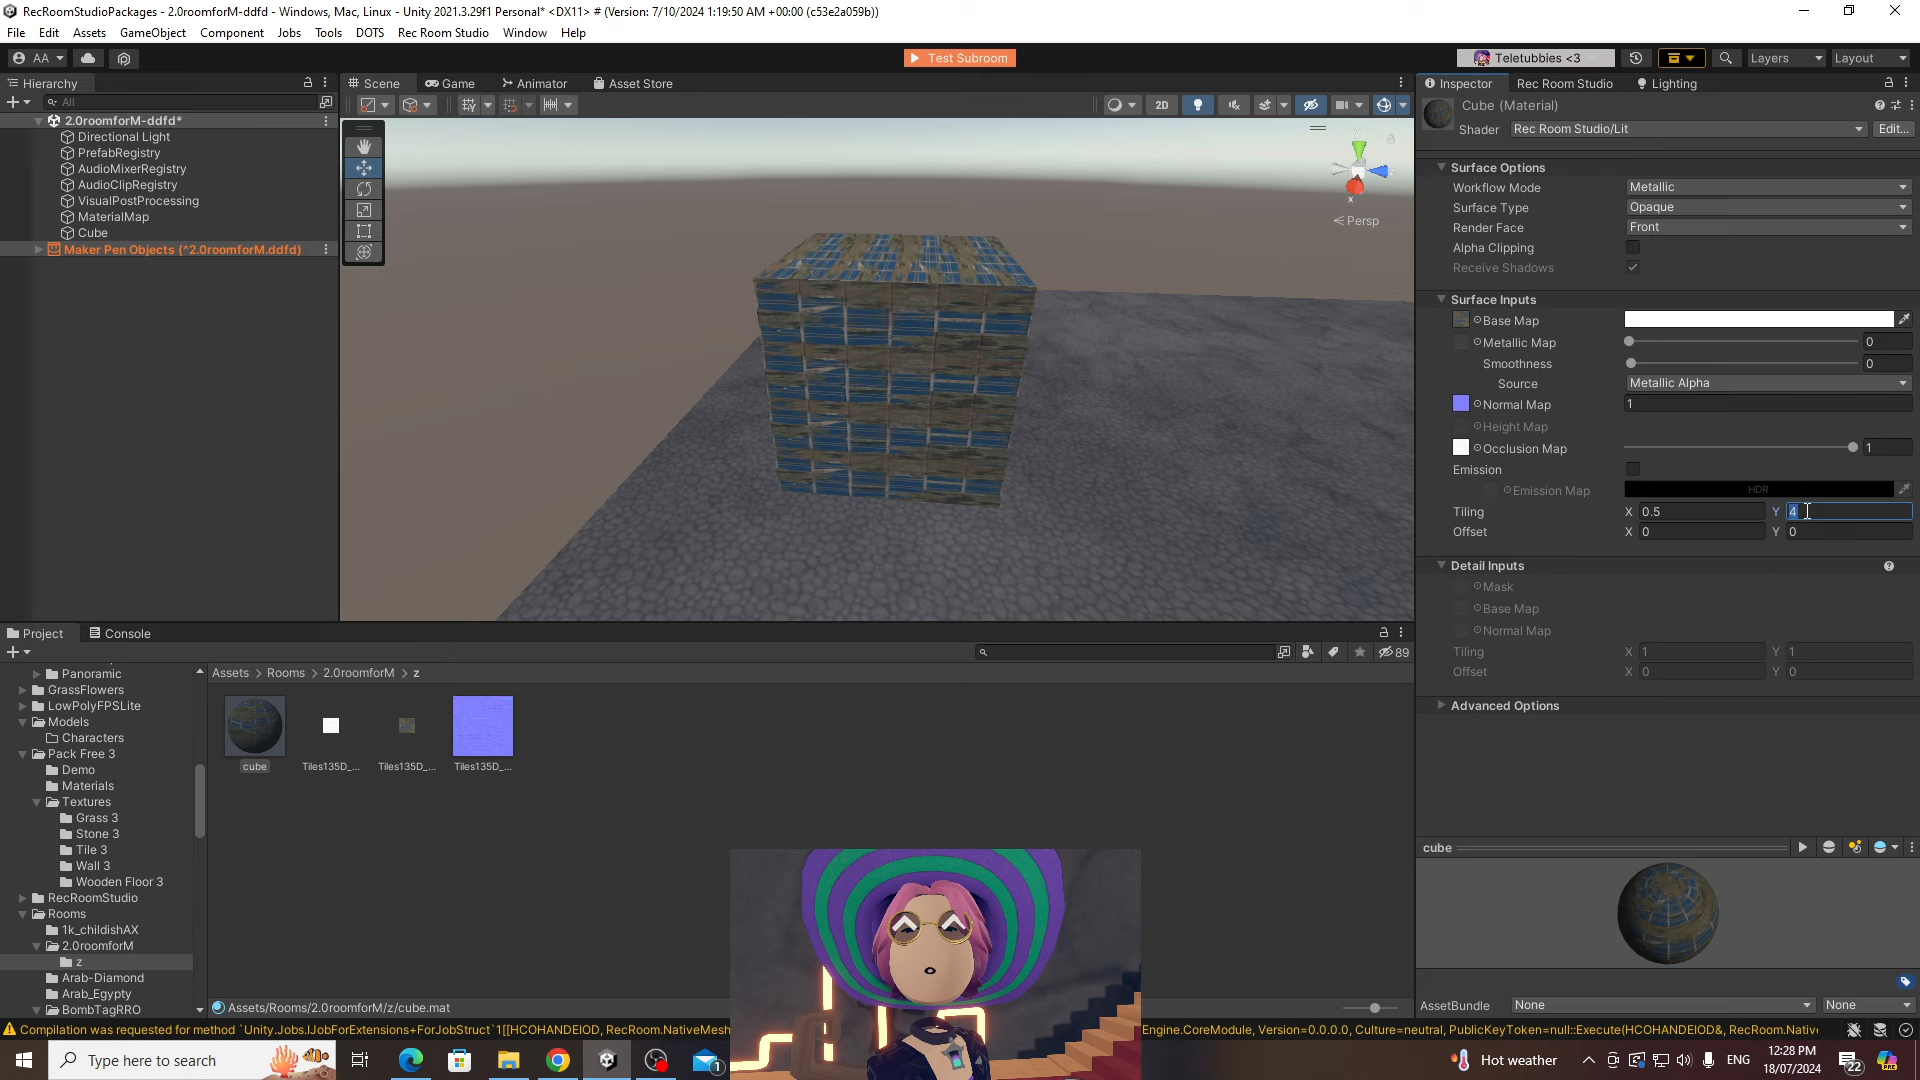 RecRoomStudioPackages - 2.0roomforM-ddfd - Windows, Mac, Linux - Unity 2021.3.29f1 Personal* <DX11> # (Version: 7/10/2024 1:19:50 AM +00:00 (c53e2a059b))
File Edit Assets GameObject Component Jobs Tools DOTS Rec Room Studio Window Help
AA Test Subroom Teletubbies <3 Layers Layout
Hierarchy
All
2.0roomforM-ddfd*
Directional Light
PrefabRegistry
AudioMixerRegistry
AudioClipRegistry
VisualPostProcessing
MaterialMap
Cube
Maker Pen Objects (^2.0roomforM.ddfd)
Scene Game Animator Asset Store
2D
Y
X
Persp
Inspector Rec Room Studio Lighting
Cube (Material)
Shader Rec Room Studio/Lit Edit...
Surface Options
Workflow Mode Metallic
Surface Type Opaque
Render Face Front
Alpha Clipping
Receive Shadows
Surface Inputs
Base Map
Metallic Map 0
Smoothness 0
Source Metallic Alpha
Normal Map 1
Height Map
Occlusion Map 1
Emission
Emission Map HDR
Tiling X 0.5 Y 4
Offset X 0 Y 0
Detail Inputs
Mask
Base Map
Normal Map
Tiling X 1 Y 1
Offset X 0 Y 0
Advanced Options
cube
AssetBundle None None
Project Console
89
Panoramic
GrassFlowers
LowPolyFPSLite
Models
Characters
Pack Free 3
Demo
Materials
Textures
Grass 3
Stone 3
Tile 3
Wall 3
Wooden Floor 3
RecRoomStudio
Rooms
1k_childishAX
2.0roomforM
z
Arab-Diamond
Arab_Egypty
BombTagRRO
Assets > Rooms > 2.0roomforM > z
cube Tiles135D_... Tiles135D_... Tiles135D_...
Assets/Rooms/2.0roomforM/z/cube.mat
Compilation was requested for method `Unity.Jobs.IJobForExtensions+ForJobStruct`1[[HCOHANDEIOD, RecRoom.NativeMesh
Engine.CoreModule, Version=0.0.0.0, Culture=neutral, PublicKeyToken=null::Execute(HCOHANDEIOD&, RecRoom.Native
Type here to search
1
Hot weather
ENG
12:28 PM
18/07/2024
22